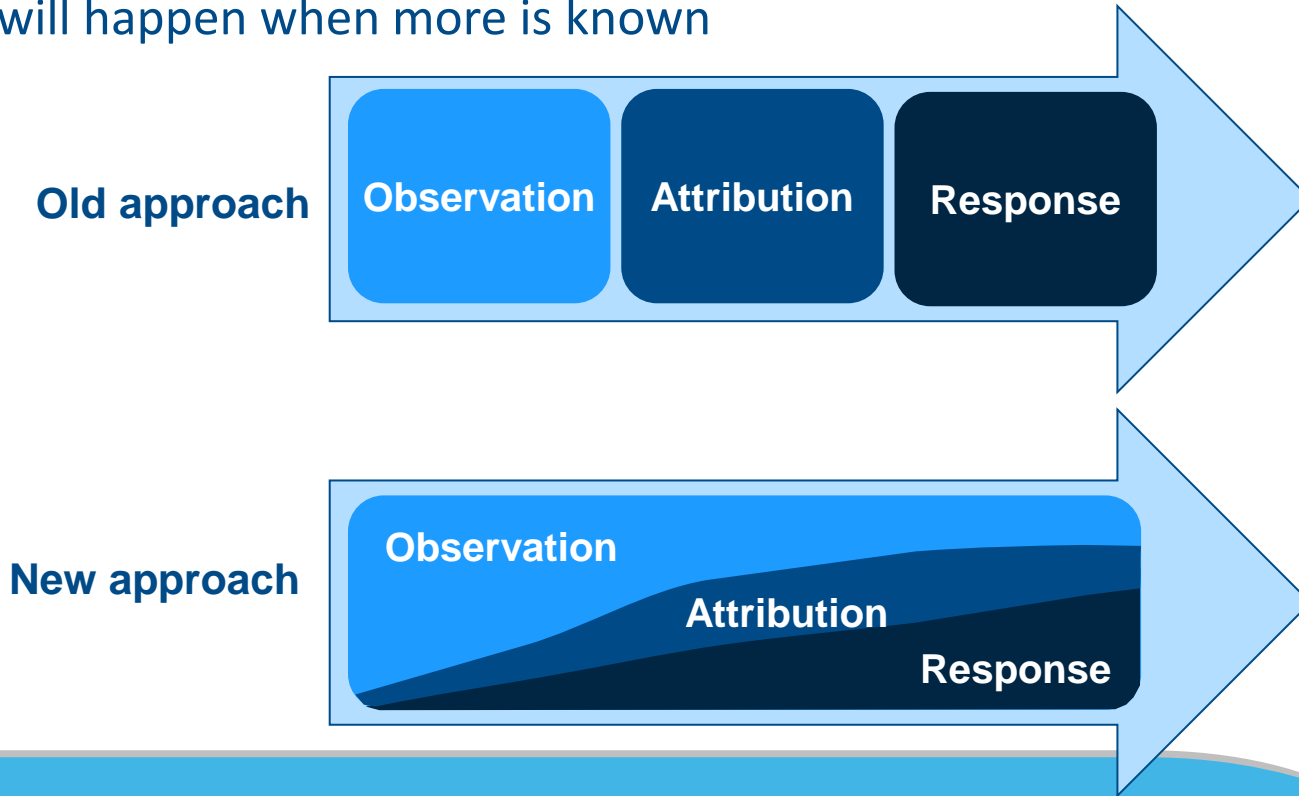 will happen when more is known
Old approach
Observation
Attribution
Response
New approach
Observation
Attribution
Response